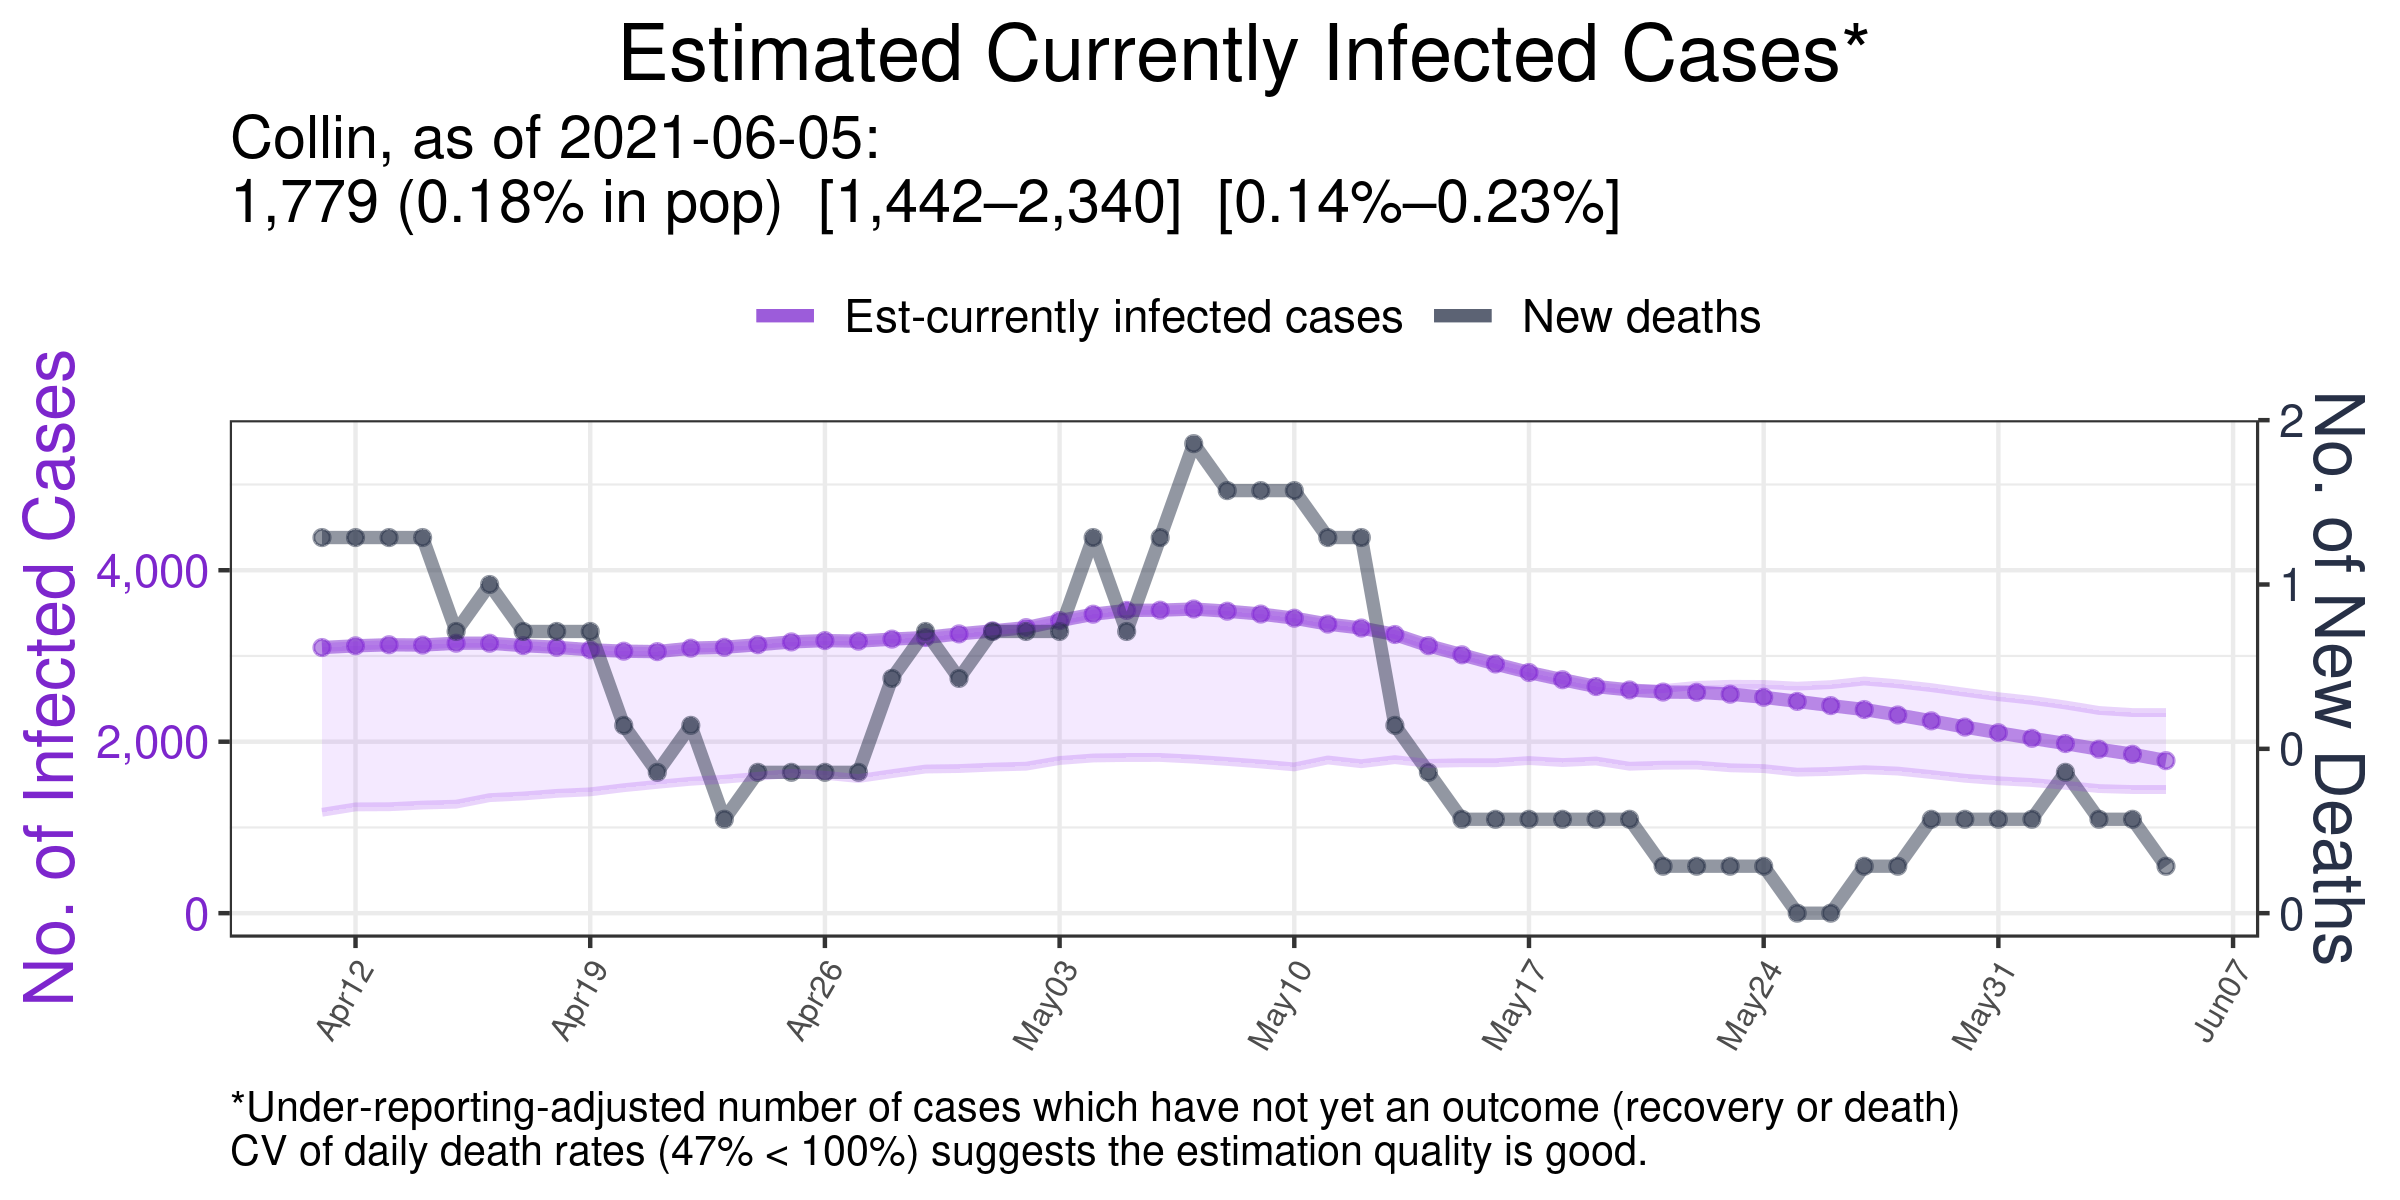 Estimated Currently Infected Cases*
Collin, as of 2021-06-05:
1,779 (0.18% in pop)  [1,442–2,340]  [0.14%–0.23%]
Est-currently infected cases
New deaths
No. of Infected Cases
4,000
2,000
0
2
1
0
0
No. of New Deaths
Apr12
Apr19
Apr26
May03
May10
May17
May24
May31
Jun07
*Under-reporting-adjusted number of cases which have not yet an outcome (recovery or death)
CV of daily death rates (47% < 100%) suggests the estimation quality is good.